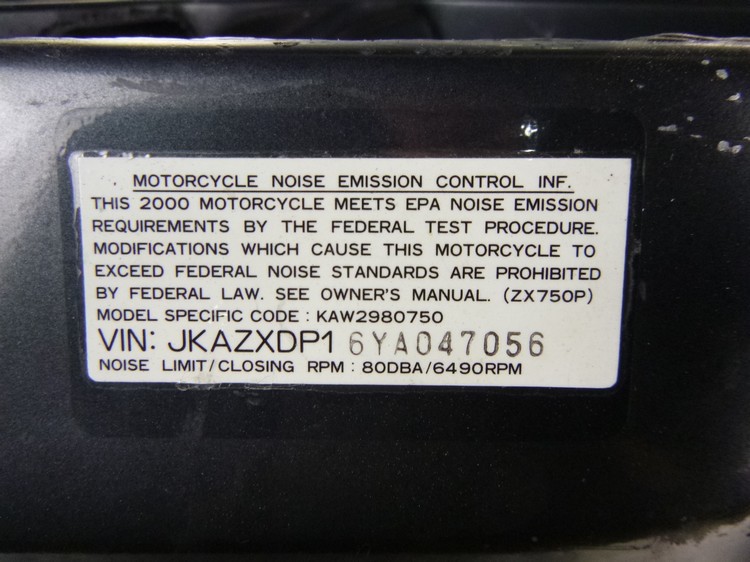 MOTORCYCLE NOISE EMISSION CONTROL INF.
THIS 2000 MOTORCYCLE MEETS EPA NOISE EMISSION
REQUIREMENTS BY THE FEDERAL TEST PROCEDURE.
MODIFICATIONS WHICH CAUSE THIS MOTORCYCLE TO
EXCEED FEDERAL NOISE STANDARDS ARE PROHIBITED
BY FEDERAL LAW. SEE OWNER'S MANUAL. (ZX750P)
MODEL SPECIFIC CODE : KAW2980750
VIN: JKAZXDP1 6YA047056
NOISE LIMIT/CLOSING RPM : 80DBA/6490RPM